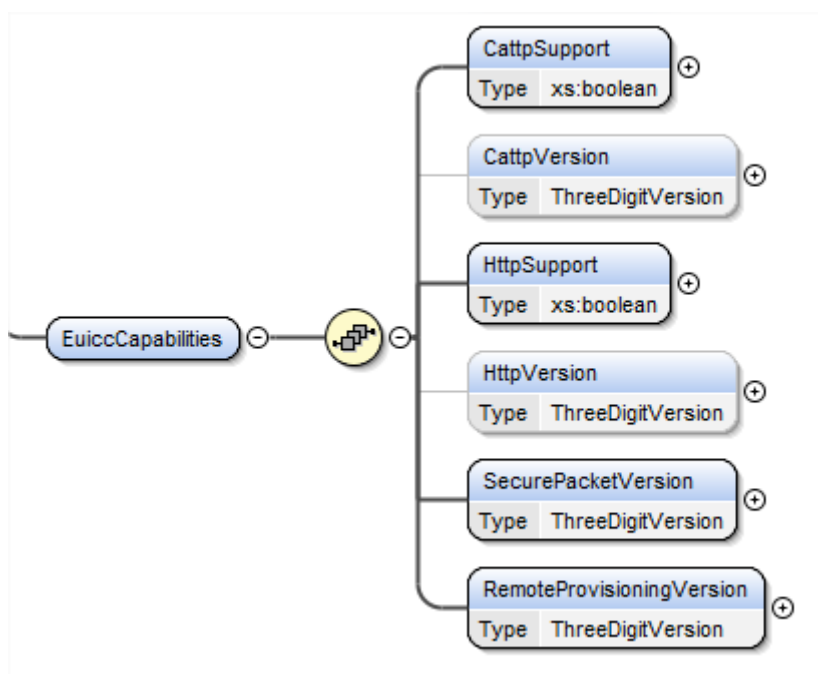 CattpSupport
Type xs:boolean
CattpVersion
Type ThreeDigitVersion
HttpSupport
Type xs:boolean
EuiccCapabilities
HttpVersion
Type ThreeDigitVersion
SecurePacketVersion
Type ThreeDigitVersion
RemoteProvisioningVersion
Type ThreeDigitVersion